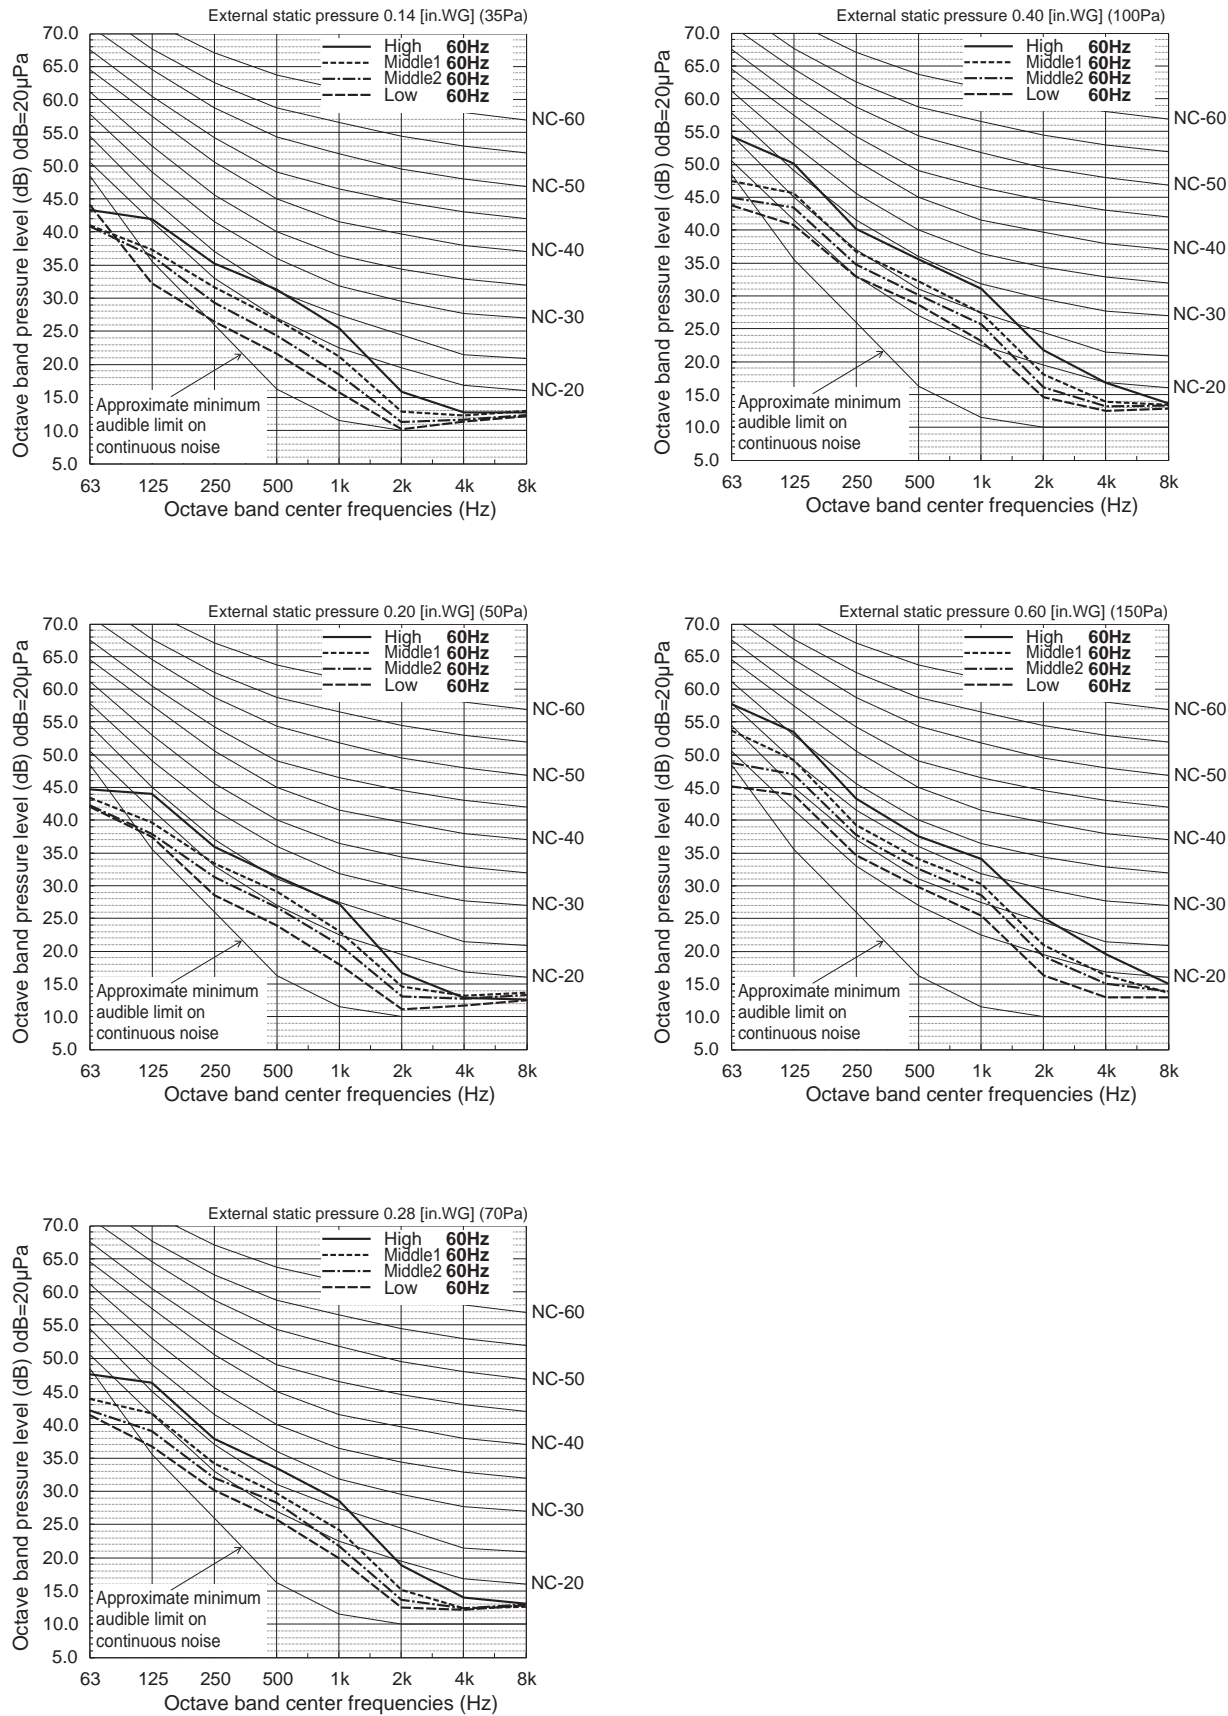 External static pressure 0.14 [in.WG] (35Pa)
Octave band pressure level (dB) 0dB=20μPa
70.0
65.0
60.0
55.0
50.0
45.0
40.0
35.0
30.0
25.0
20.0
15.0
10.0
5.0
High 60Hz
Middle1 60Hz
Middle2 60Hz
Low 60Hz
NC-60
NC-50
NC-40
NC-30
NC-20
Approximate minimum
audible limit on
continuous noise
63 125 250 500 1k 2k 4k 8k
Octave band center frequencies (Hz)
External static pressure 0.40 [in.WG] (100Pa)
Octave band pressure level (dB) 0dB=20μPa
70.0
65.0
60.0
55.0
50.0
45.0
40.0
35.0
30.0
25.0
20.0
15.0
10.0
5.0
High 60Hz
Middle1 60Hz
Middle2 60Hz
Low 60Hz
NC-60
NC-50
NC-40
NC-30
NC-20
Approximate minimum
audible limit on
continuous noise
63 125 250 500 1k 2k 4k 8k
Octave band center frequencies (Hz)
External static pressure 0.20 [in.WG] (50Pa)
Octave band pressure level (dB) 0dB=20μPa
70.0
65.0
60.0
55.0
50.0
45.0
40.0
35.0
30.0
25.0
20.0
15.0
10.0
5.0
High 60Hz
Middle1 60Hz
Middle2 60Hz
Low 60Hz
NC-60
NC-50
NC-40
NC-30
NC-20
Approximate minimum
audible limit on
continuous noise
63 125 250 500 1k 2k 4k 8k
Octave band center frequencies (Hz)
External static pressure 0.60 [in.WG] (150Pa)
Octave band pressure level (dB) 0dB=20μPa
70.0
65.0
60.0
55.0
50.0
45.0
40.0
35.0
30.0
25.0
20.0
15.0
10.0
5.0
High 60Hz
Middle1 60Hz
Middle2 60Hz
Low 60Hz
NC-60
NC-50
NC-40
NC-30
NC-20
Approximate minimum
audible limit on
continuous noise
63 125 250 500 1k 2k 4k 8k
Octave band center frequencies (Hz)
External static pressure 0.28 [in.WG] (70Pa)
Octave band pressure level (dB) 0dB=20μPa
70.0
65.0
60.0
55.0
50.0
45.0
40.0
35.0
30.0
25.0
20.0
15.0
10.0
5.0
High 60Hz
Middle1 60Hz
Middle2 60Hz
Low 60Hz
NC-60
NC-50
NC-40
NC-30
NC-20
Approximate minimum
audible limit on
continuous noise
63 125 250 500 1k 2k 4k 8k
Octave band center frequencies (Hz)